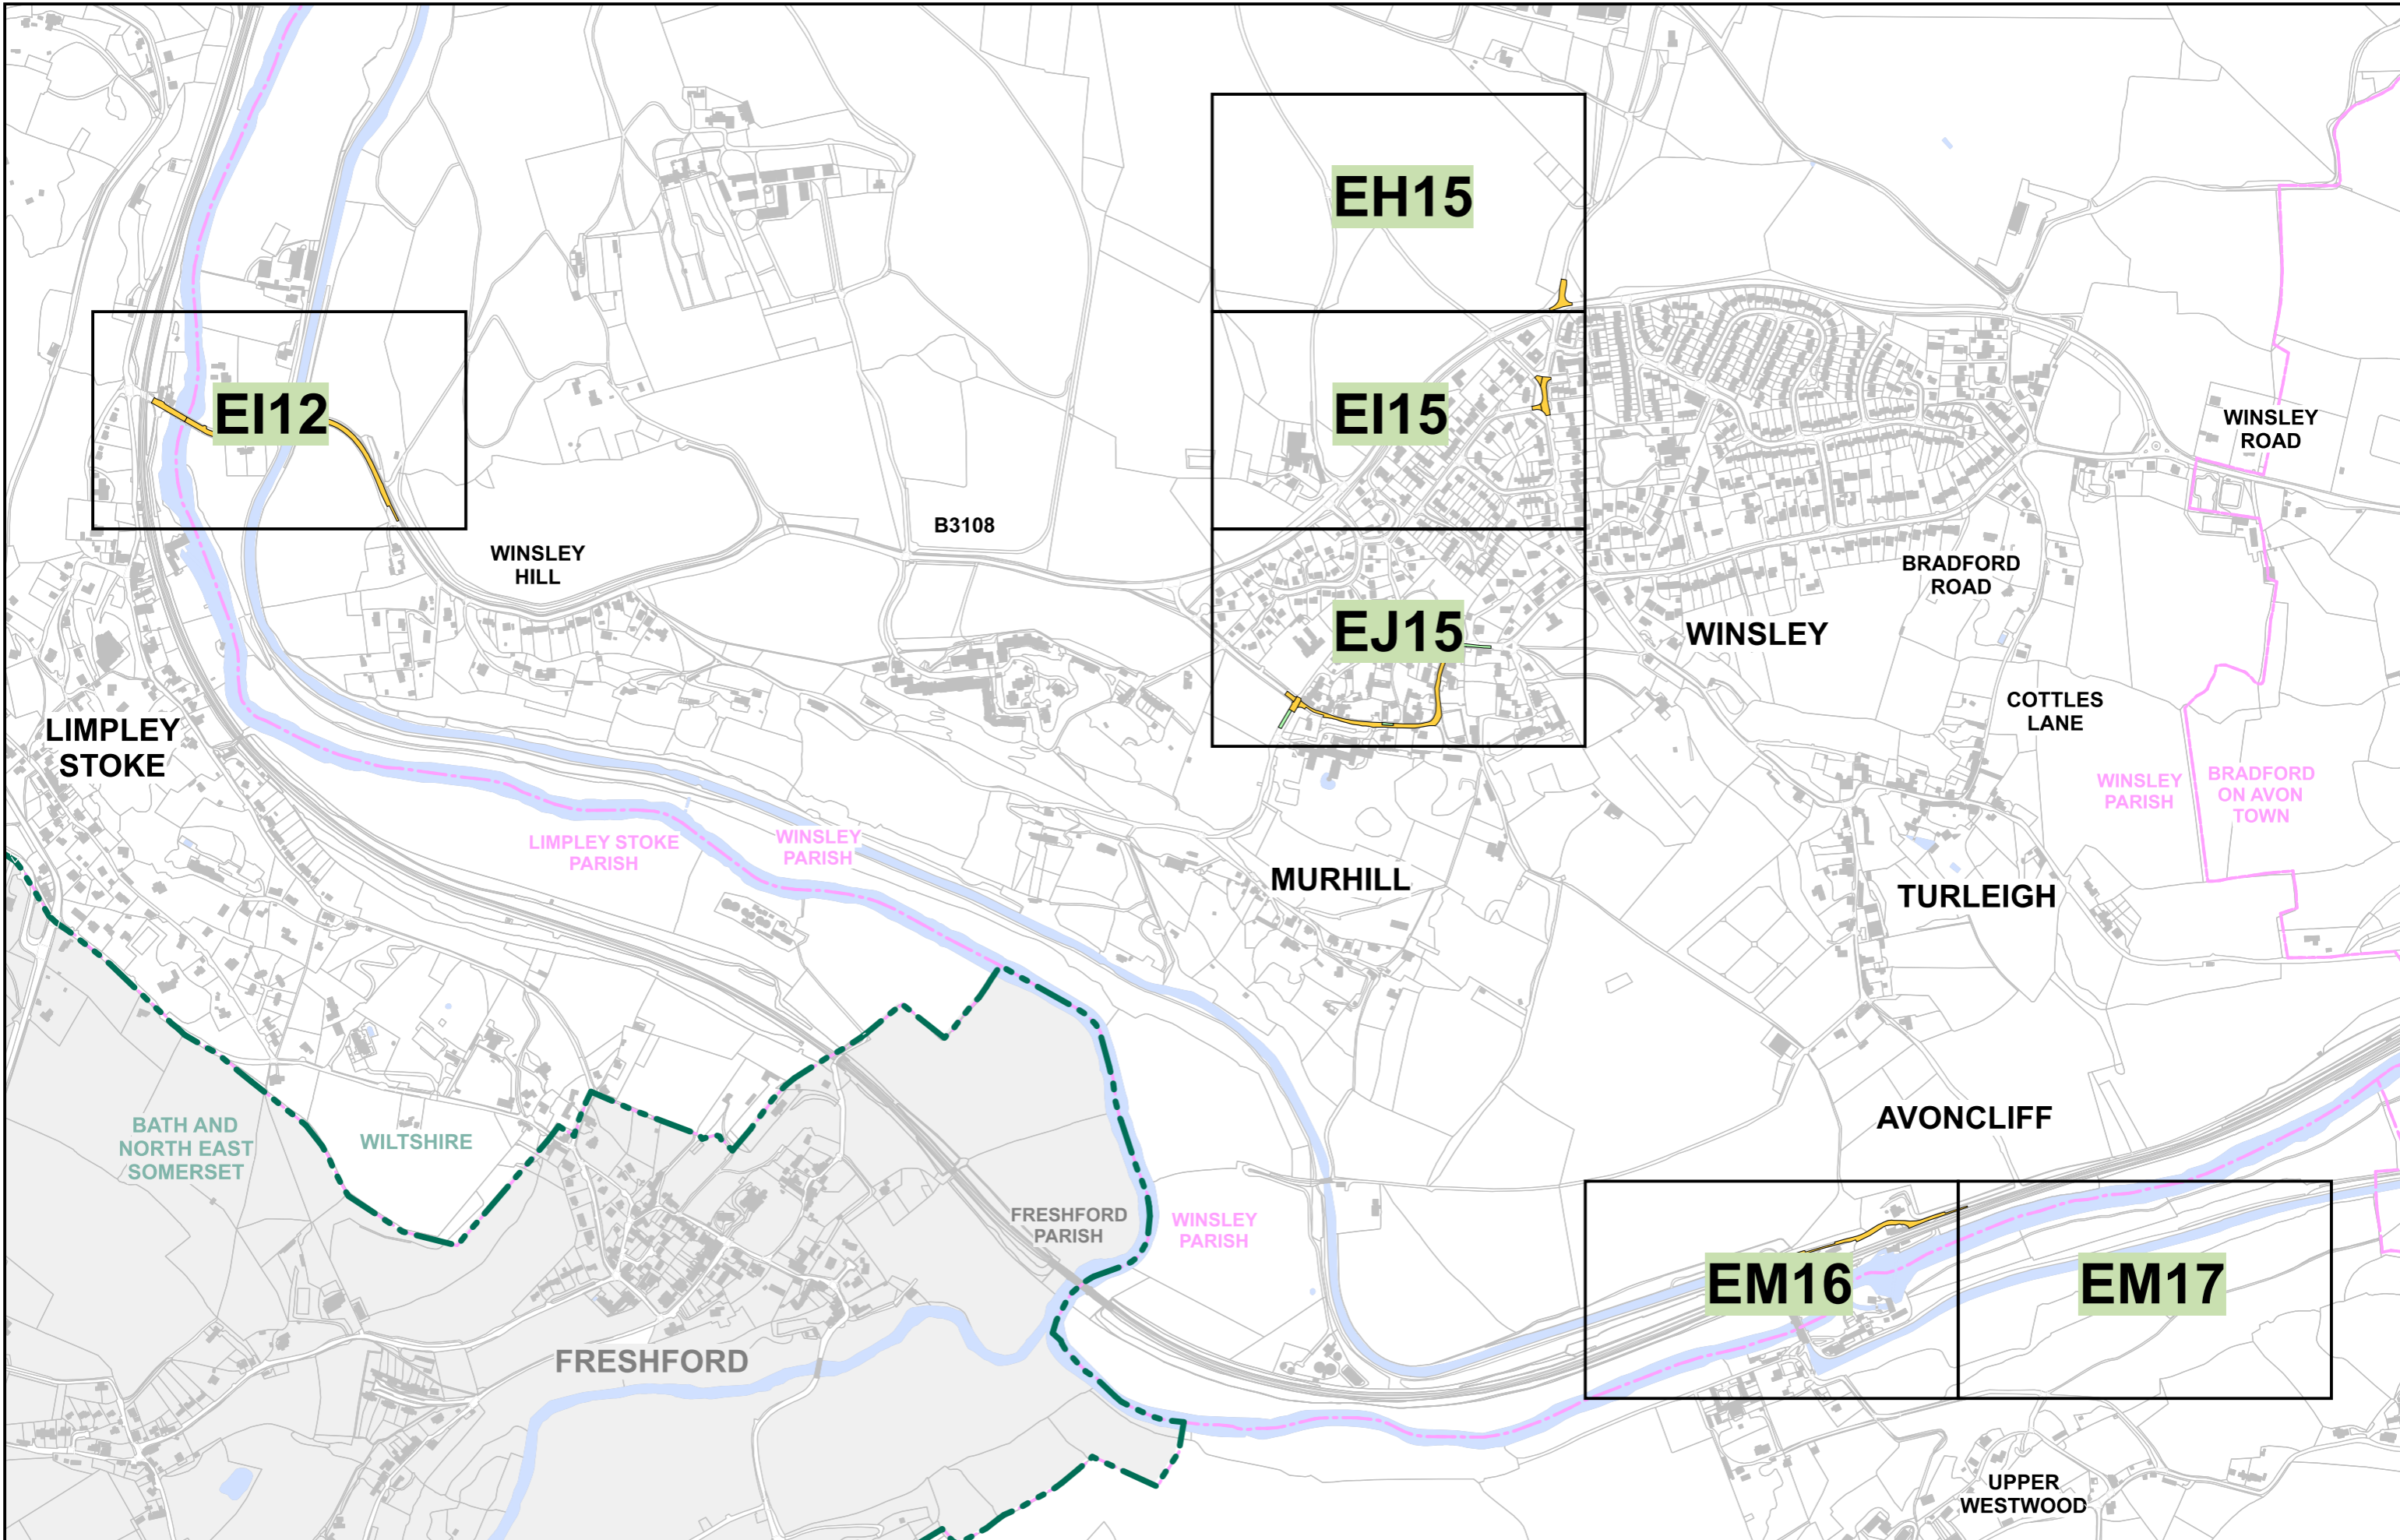 EH15
EI12
EI15
WINSLEY
ROAD
B3108
WINSLEY
HILL
BRADFORD
ROAD
EJ15
WINSLEY
COTTLES
LANE
LIMPLEY
STOKE
WINSLEY
PARISH
BRADFORD
ON AVON
TOWN
LIMPLEY STOKE
PARISH
WINSLEY
PARISH
MURHILL
TURLEIGH
BATH AND
NORTH EAST
SOMERSET
WILTSHIRE
AVONCLIFF
FRESHFORD
PARISH
WINSLEY
PARISH
EM16
EM17
FRESHFORD
UPPER
WESTWOOD